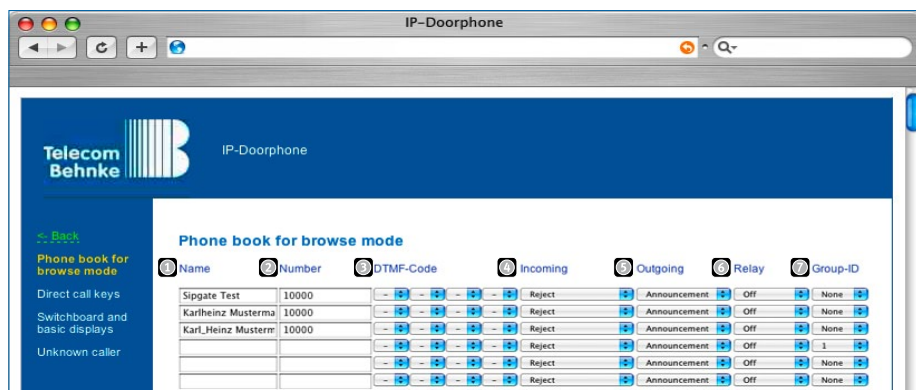 IP-Doorphone
Q
Telecom
Behnke
IP-Doorphone
<- Back
Phone book for
browse mode
Direct call keys
Switchboard and
basic displays
Unknown caller
Phone book for browse mode
1 Name 2 Number 3 DTMF-Code 4 Incoming 5 Outgoing 6 Relay 7 Group-ID
Sipgate Test 10000 - - - - Reject Announcement Off None
Karlheinz Musterma 10000 - - - - Reject Announcement Off None
Karl_Heinz Musterm 10000 - - - - Reject Announcement Off None
- - - - Reject Announcement Off 1
- - - - Reject Announcement Off None
- - - - Reject Announcement Off None